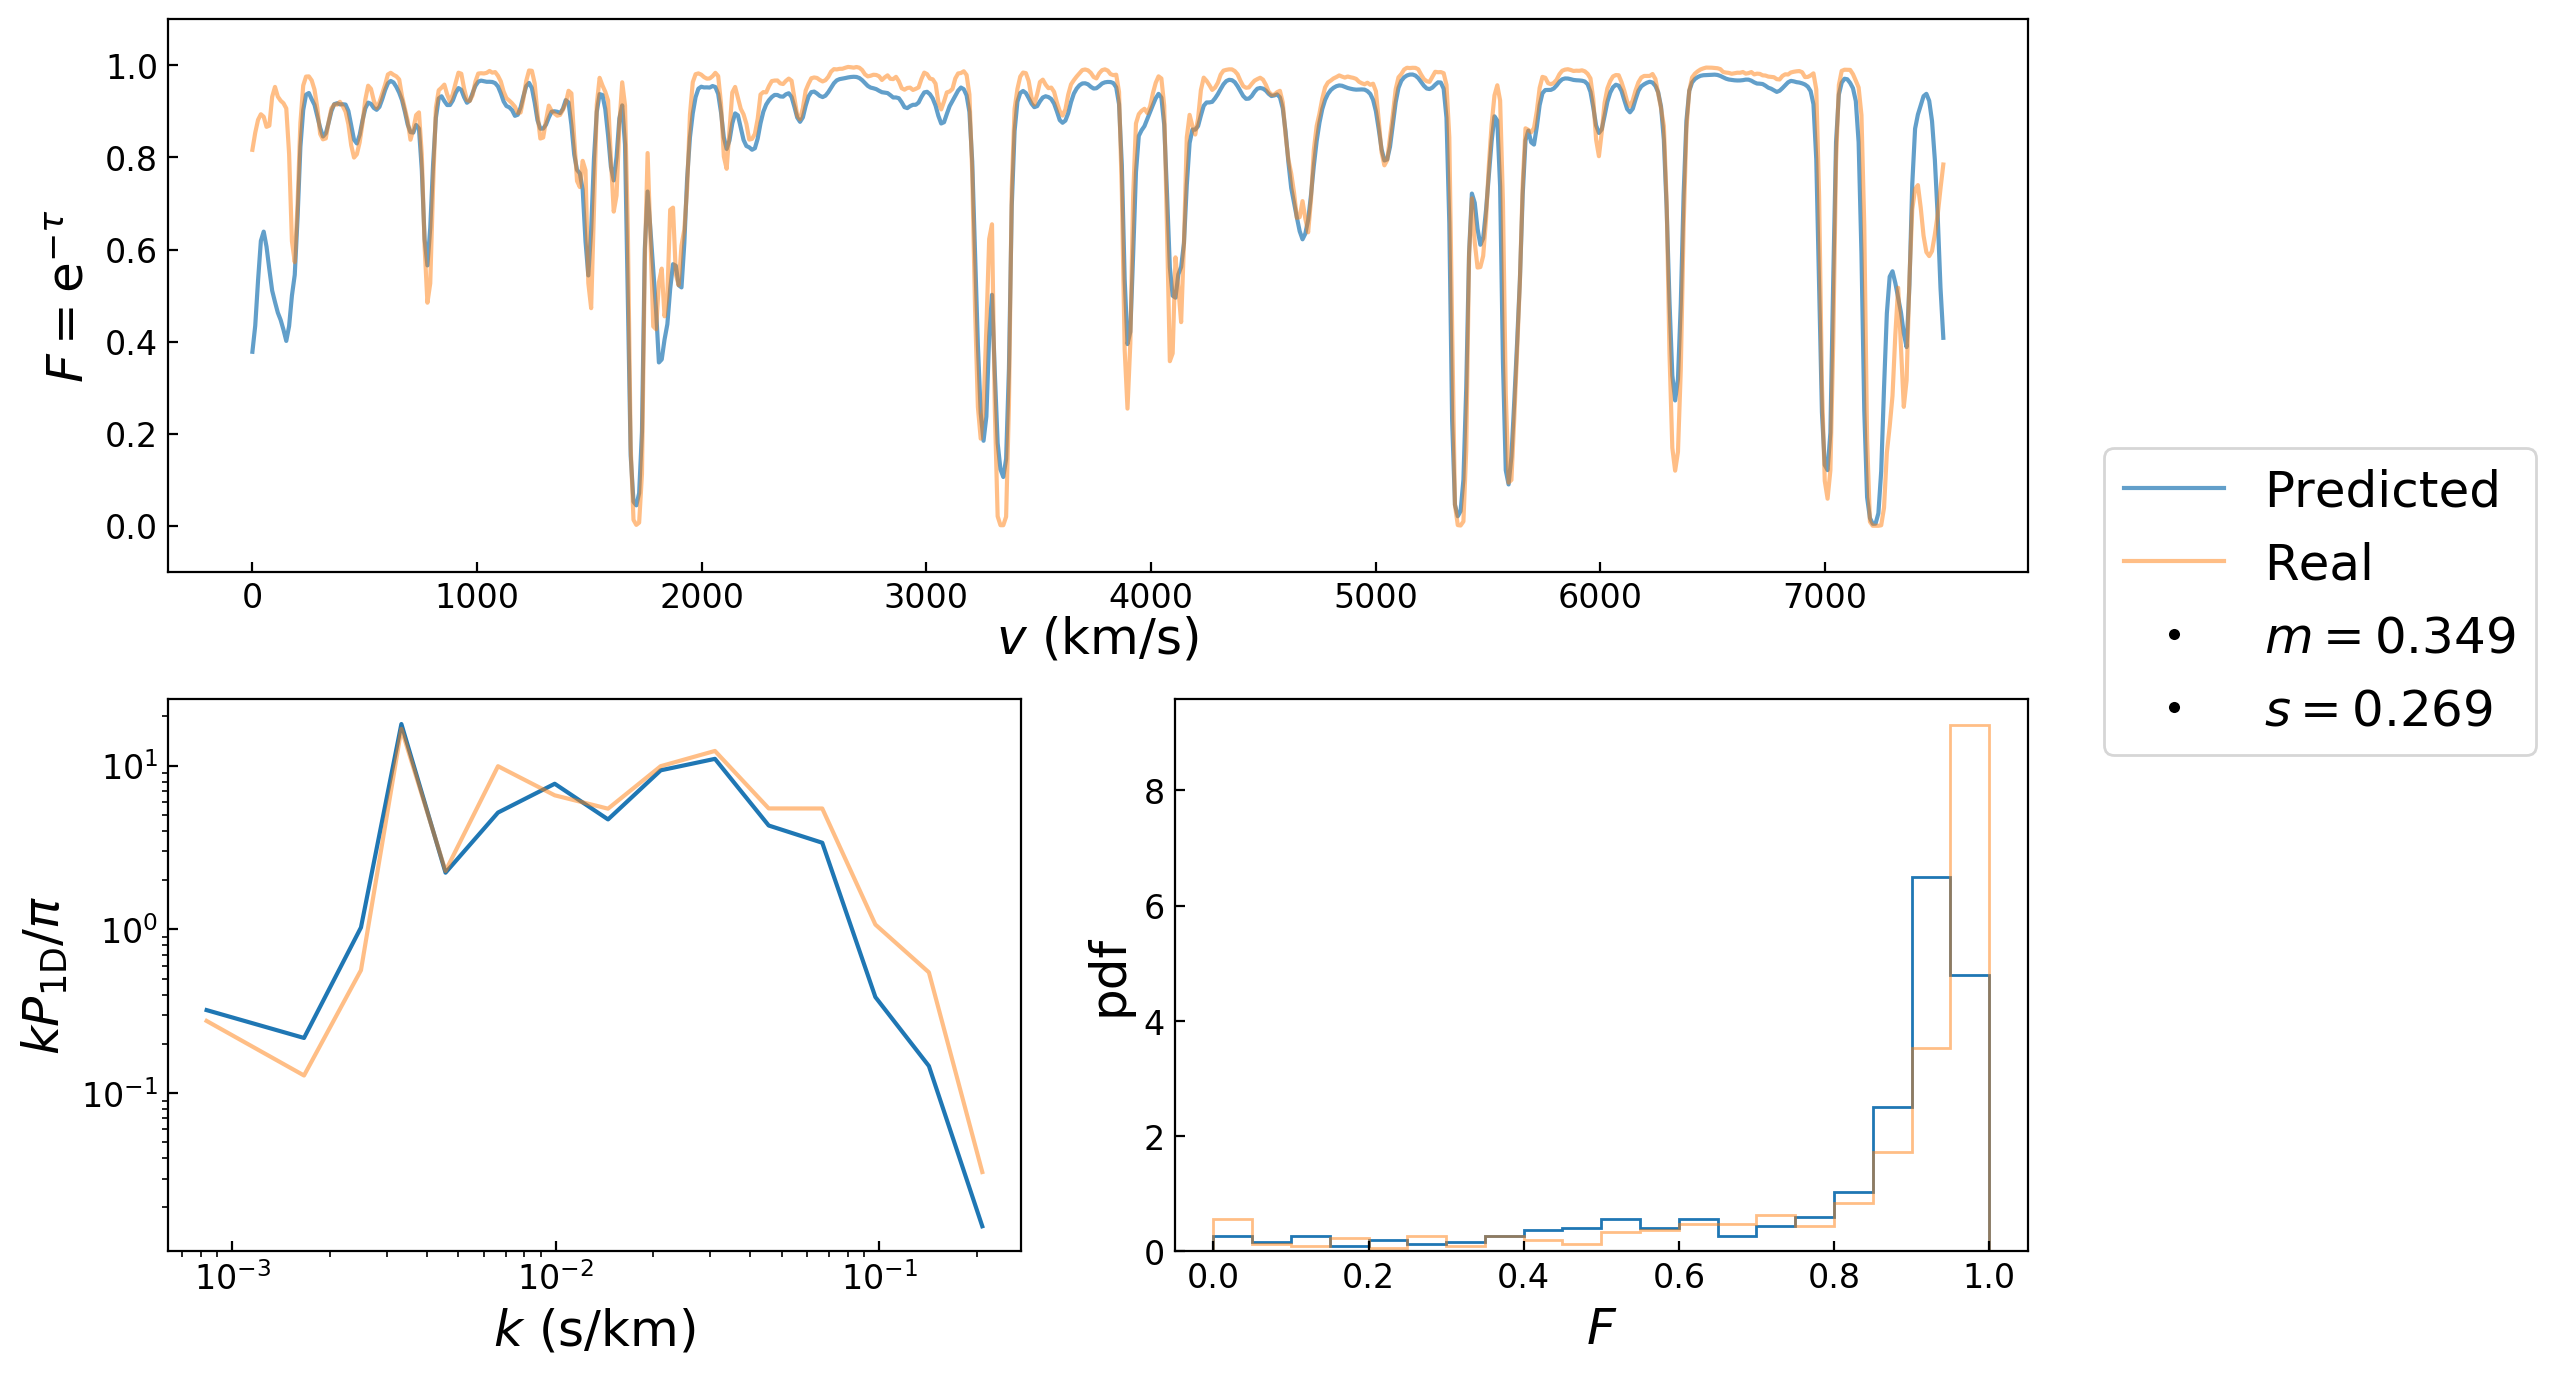 1.0
0.8
0.6
0.4
0.2
0.0
F = e^{−τ}
0 1000 2000 3000 4000 5000 6000 7000
v (km/s)
Predicted
Real
m = 0.349
s = 0.269
10^1
10^0
10^{−1}
kP_{1D}/π
10^{−3} 10^{−2} 10^{−1}
k (s/km)
8
6
4
2
0
pdf
0.0 0.2 0.4 0.6 0.8 1.0
F